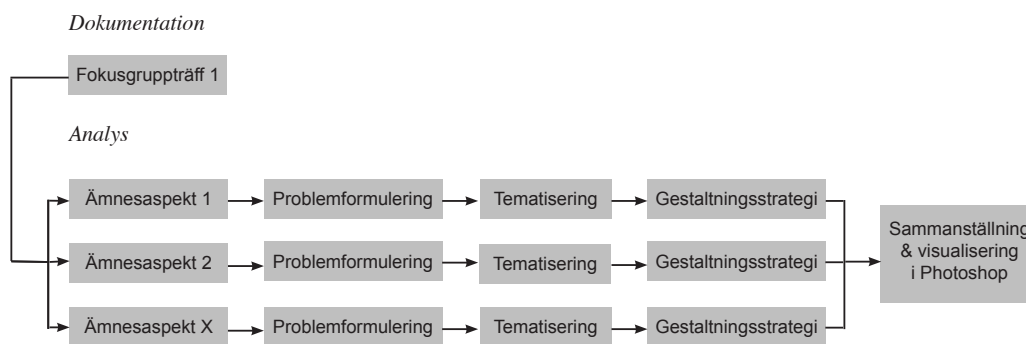 Dokumentation
Fokusgruppträff 1
Analys
Ämnesaspekt 1
Problemformulering
Tematisering
Gestaltningsstrategi
Ämnesaspekt 2
Problemformulering
Tematisering
Gestaltningsstrategi
Ämnesaspekt X
Problemformulering
Tematisering
Gestaltningsstrategi
Sammanställning
& visualisering
i Photoshop